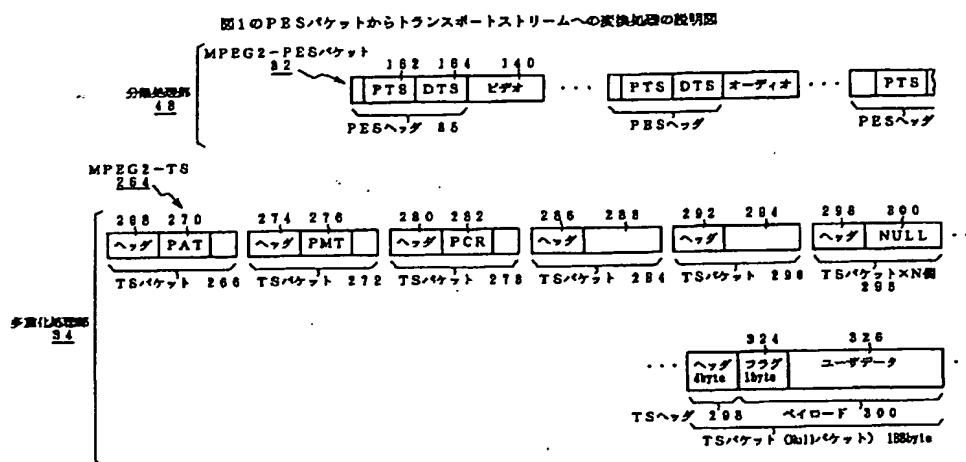 図1のPESパケットからトランスポートストリームへの変換処理の説明図
MPEG2-PESパケット
82
162 164 140
PTS DTS ビデオ ・・・ PTS DTS オーディオ ・・・ PTS
分離処理部
48
PESヘッダ 85 PESヘッダ PESヘッダ
MPEG2-TS
264
268 270 274 276 280 282 286 288 292 294 298 300
ヘッダ PAT ヘッダ PMT ヘッダ PCR ヘッダ ヘッダ ヘッダ NULL ・・
TSパケット 266 TSパケット 272 TSパケット 278 TSパケット 284 TSパケット 290 TSパケット×N個
296
多重化処理部
34
324 326
・・・ ヘッダ フラグ ユーザデータ
4byte 1byte
TSヘッダ 298 ペイロード 300
TSパケット (Nullパケット) 188byte